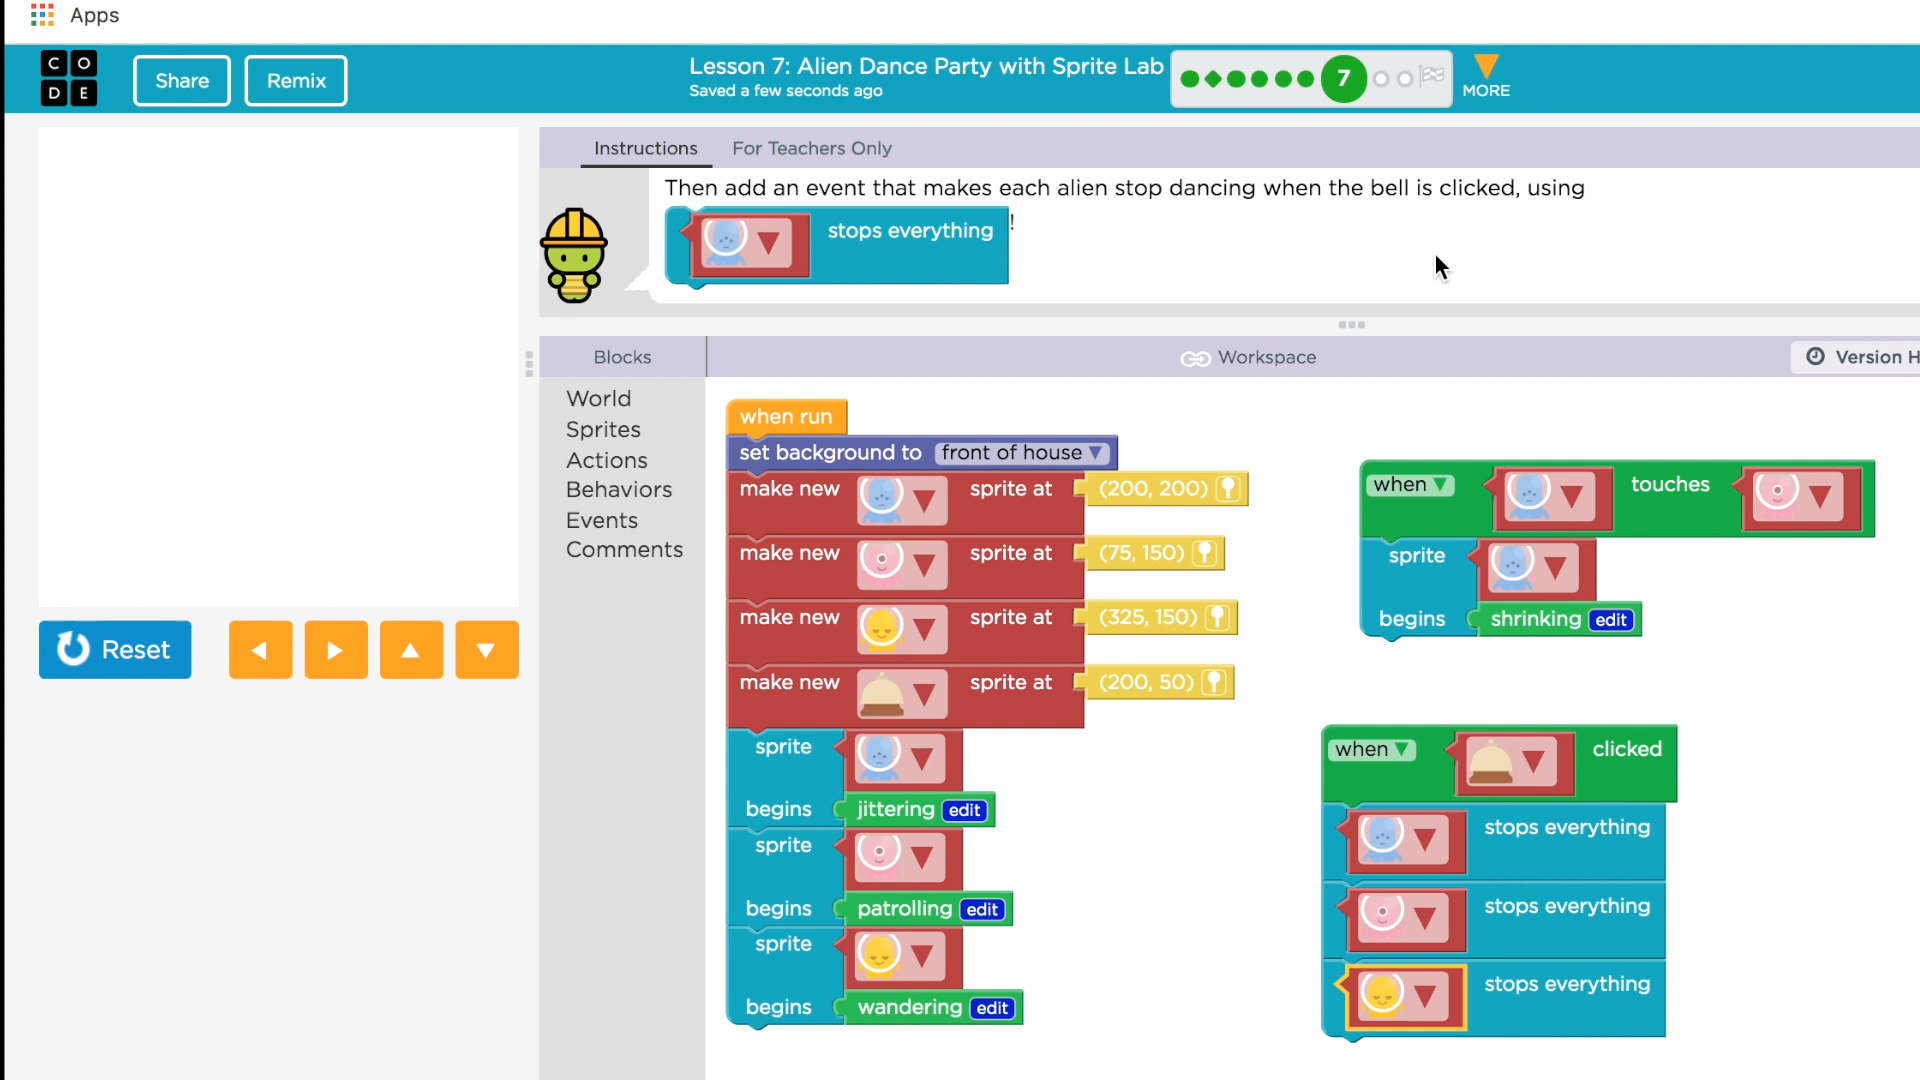 Apps
C O
D E
Share
Remix
Lesson 7: Alien Dance Party with Sprite Lab
Saved a few seconds ago
7
MORE
Instructions
For Teachers Only
Then add an event that makes each alien stop dancing when the bell is clicked, using
stops everything
!
Blocks
Workspace
Version H
World
Sprites
Actions
Behaviors
Events
Comments
Reset
when run
set background to front of house
make new sprite at (200, 200)
make new sprite at (75, 150)
make new sprite at (325, 150)
make new sprite at (200, 50)
sprite
begins jittering edit
sprite
begins patrolling edit
sprite
begins wandering edit
when touches
sprite
begins shrinking edit
when clicked
stops everything
stops everything
stops everything